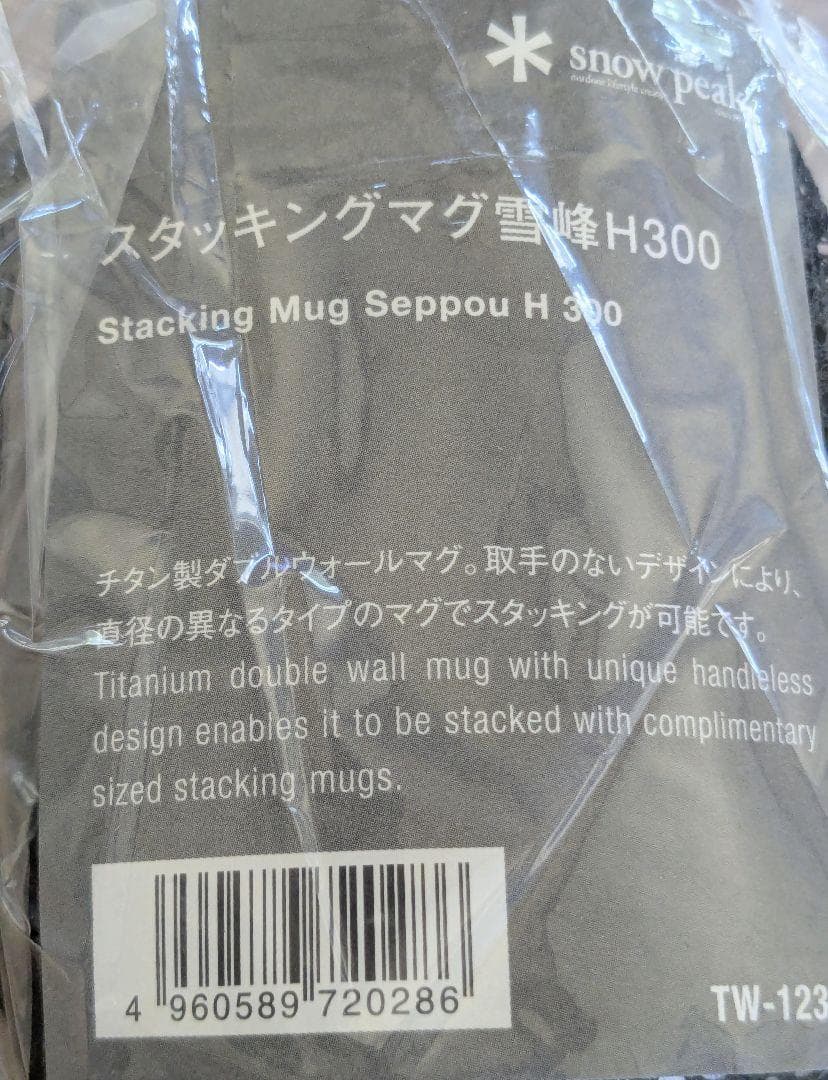 snow peak
スタッキングマグ雪峰H300
Stacking Mug Seppou H 300
チタン製ダブルウォールマグ。取手のないデザインにより、
直径の異なるタイプのマグでスタッキングが可能です。
Titanium double wall mug with unique handleless
design enables it to be stacked with complimentary
sized stacking mugs.
4 960589 720286
TW-123